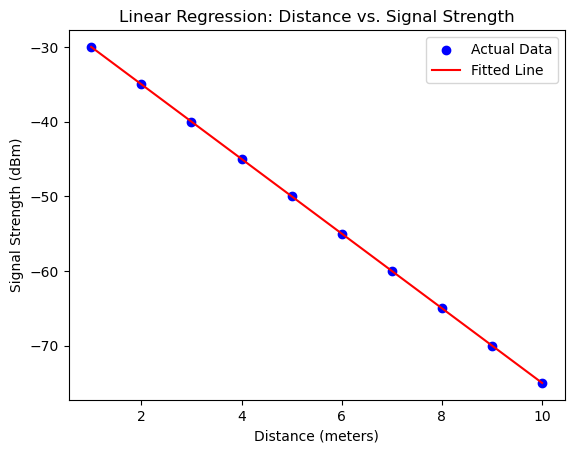 Linear Regression: Distance vs. Signal Strength
Actual Data
Fitted Line
Signal Strength (dBm)
−30
−40
−50
−60
−70
2
4
6
8
10
Distance (meters)